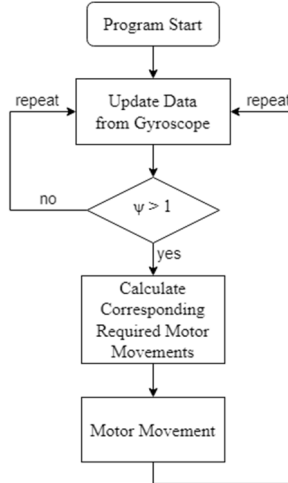 Program Start
repeat
repeat
Update Data
from Gyroscope
no
ψ > 1
yes
Calculate
Corresponding
Required Motor
Movements
Motor Movement